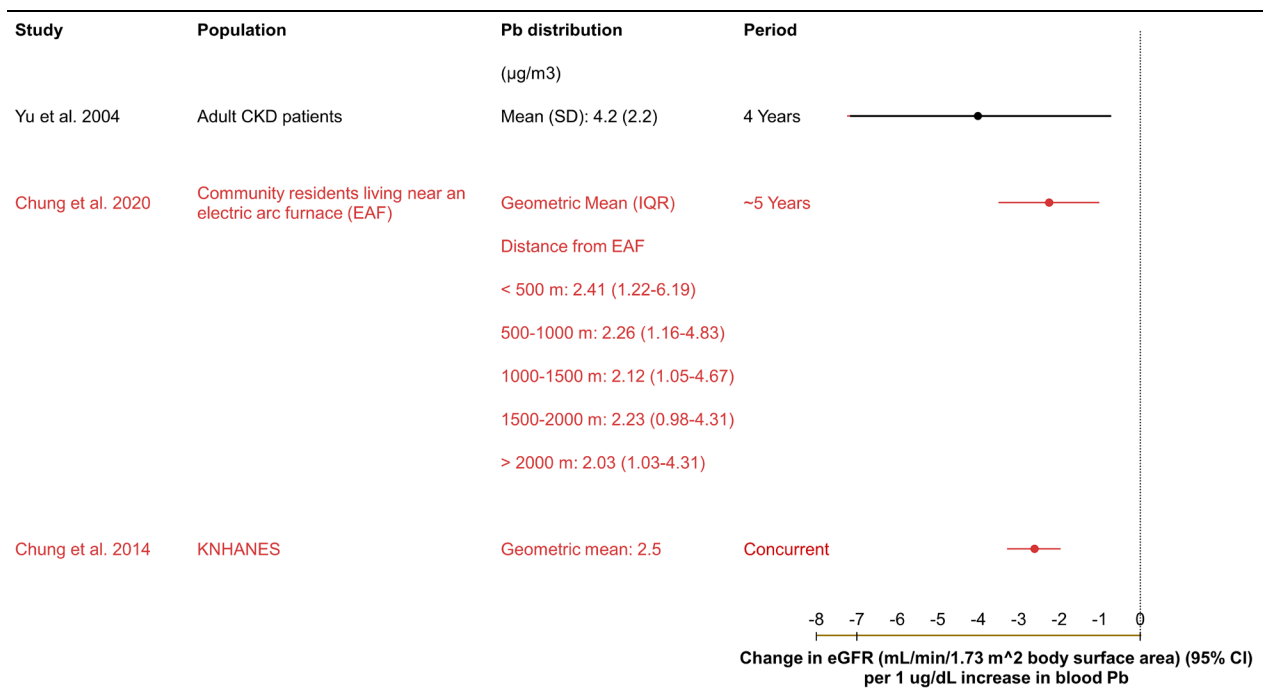 Study Population Pb distribution Period
(µg/m3)
Yu et al. 2004 Adult CKD patients Mean (SD): 4.2 (2.2) 4 Years
Chung et al. 2020 Community residents living near an electric arc furnace (EAF) Geometric Mean (IQR) ~5 Years
Distance from EAF
< 500 m: 2.41 (1.22-6.19)
500-1000 m: 2.26 (1.16-4.83)
1000-1500 m: 2.12 (1.05-4.67)
1500-2000 m: 2.23 (0.98-4.31)
> 2000 m: 2.03 (1.03-4.31)
Chung et al. 2014 KNHANES Geometric mean: 2.5 Concurrent
-8 -7 -6 -5 -4 -3 -2 -1 0
Change in eGFR (mL/min/1.73 m^2 body surface area) (95% CI)
per 1 ug/dL increase in blood Pb